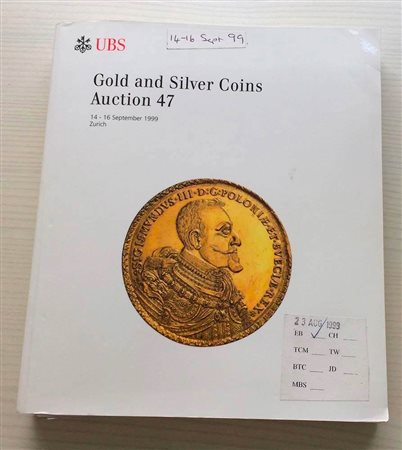 14-16 Sept 99
UBS
Gold and Silver Coins
Auction 47
14 - 16 September 1999
Zurich
SIGISMVNDVS·III·D:G·POLONIÆ·ET·SVECIÆ·REX·
23 AUG 1999
EB CH
TCM TW
BTC JD
MBS